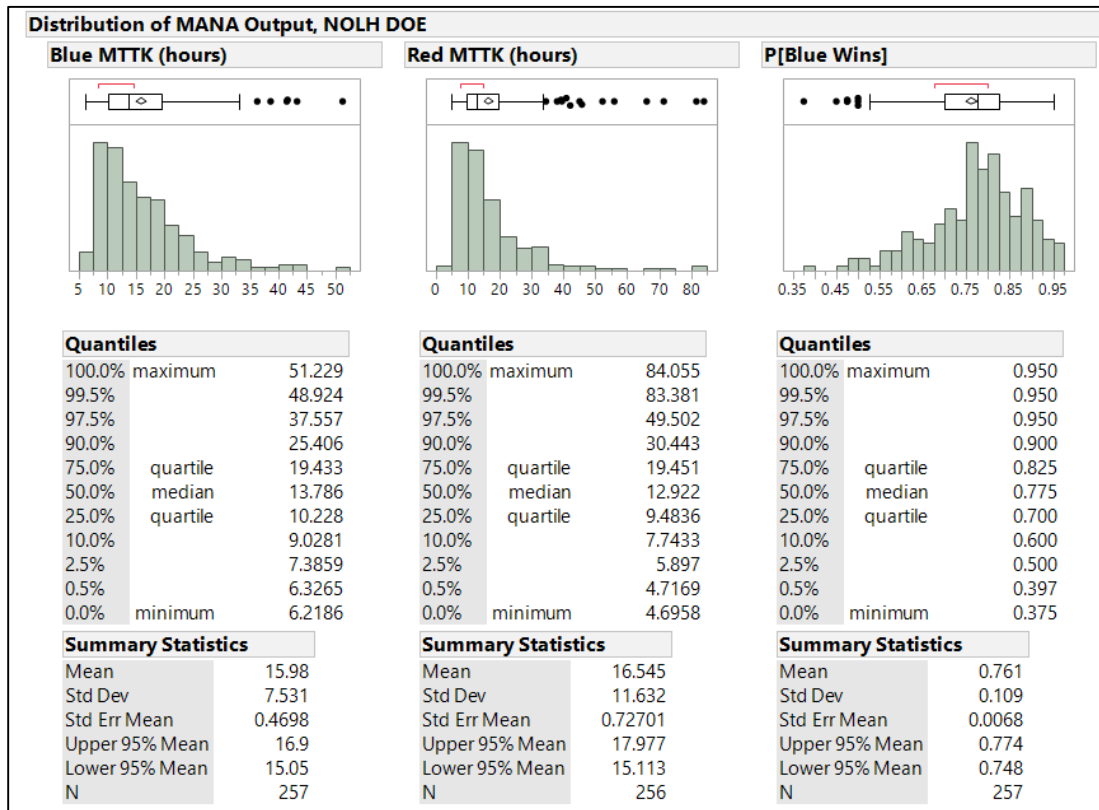 Distribution of MANA Output, NOLH DOE
Blue MTTK (hours)
5 10 15 20 25 30 35 40 45 50
Quantiles
100.0% maximum 51.229
99.5% 48.924
97.5% 37.557
90.0% 25.406
75.0% quartile 19.433
50.0% median 13.786
25.0% quartile 10.228
10.0% 9.0281
2.5% 7.3859
0.5% 6.3265
0.0% minimum 6.2186
Summary Statistics
Mean 15.98
Std Dev 7.531
Std Err Mean 0.4698
Upper 95% Mean 16.9
Lower 95% Mean 15.05
N 257
Red MTTK (hours)
0 10 20 30 40 50 60 70 80
Quantiles
100.0% maximum 84.055
99.5% 83.381
97.5% 49.502
90.0% 30.443
75.0% quartile 19.451
50.0% median 12.922
25.0% quartile 9.4836
10.0% 7.7433
2.5% 5.897
0.5% 4.7169
0.0% minimum 4.6958
Summary Statistics
Mean 16.545
Std Dev 11.632
Std Err Mean 0.72701
Upper 95% Mean 17.977
Lower 95% Mean 15.113
N 256
P[Blue Wins]
0.35 0.45 0.55 0.65 0.75 0.85 0.95
Quantiles
100.0% maximum 0.950
99.5% 0.950
97.5% 0.950
90.0% 0.900
75.0% quartile 0.825
50.0% median 0.775
25.0% quartile 0.700
10.0% 0.600
2.5% 0.500
0.5% 0.397
0.0% minimum 0.375
Summary Statistics
Mean 0.761
Std Dev 0.109
Std Err Mean 0.0068
Upper 95% Mean 0.774
Lower 95% Mean 0.748
N 257